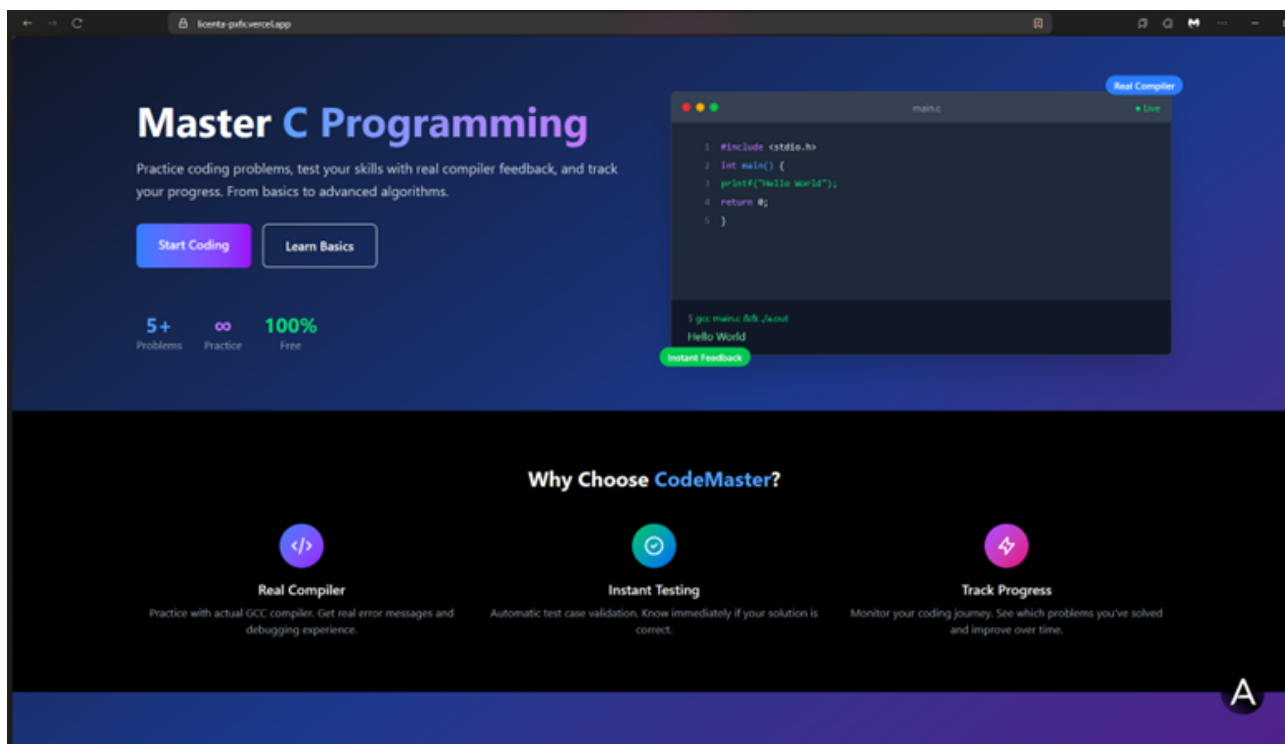 Master C Programming
Practice coding problems, test your skills with real compiler feedback, and track
your progress. From basics to advanced algorithms.
Start Coding
Learn Basics
5+
Problems
∞
Practice
100%
Free
Real Compiler
main.c
Live
1 #include <stdio.h>
2 int main() {
3 printf("Hello World");
4 return 0;
5 }
$ gcc main.c && ./a.out
Hello World
Instant Feedback
Why Choose CodeMaster?
Real Compiler
Practice with actual GCC compiler. Get real error messages and
debugging experience.
Instant Testing
Automatic test case validation. Know immediately if your solution is
correct.
Track Progress
Monitor your coding journey. See which problems you've solved
and improve over time.
A